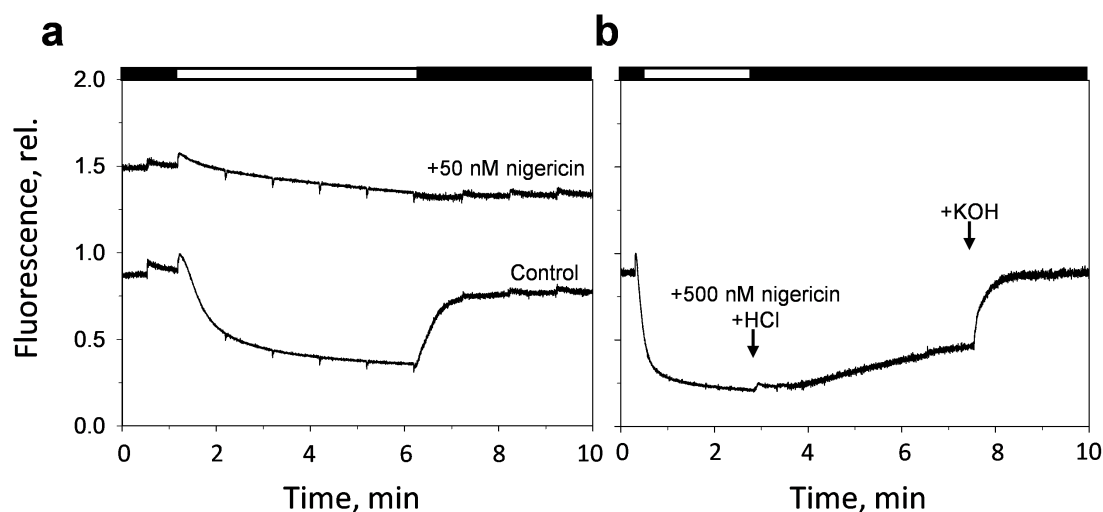 a
b
2.0
1.5
1.0
0.5
0.0
Fluorescence, rel.
+50 nM nigericin
Control
0 2 4 6 8 10
Time, min
+KOH
+500 nM nigericin
+HCl
0 2 4 6 8 10
Time, min